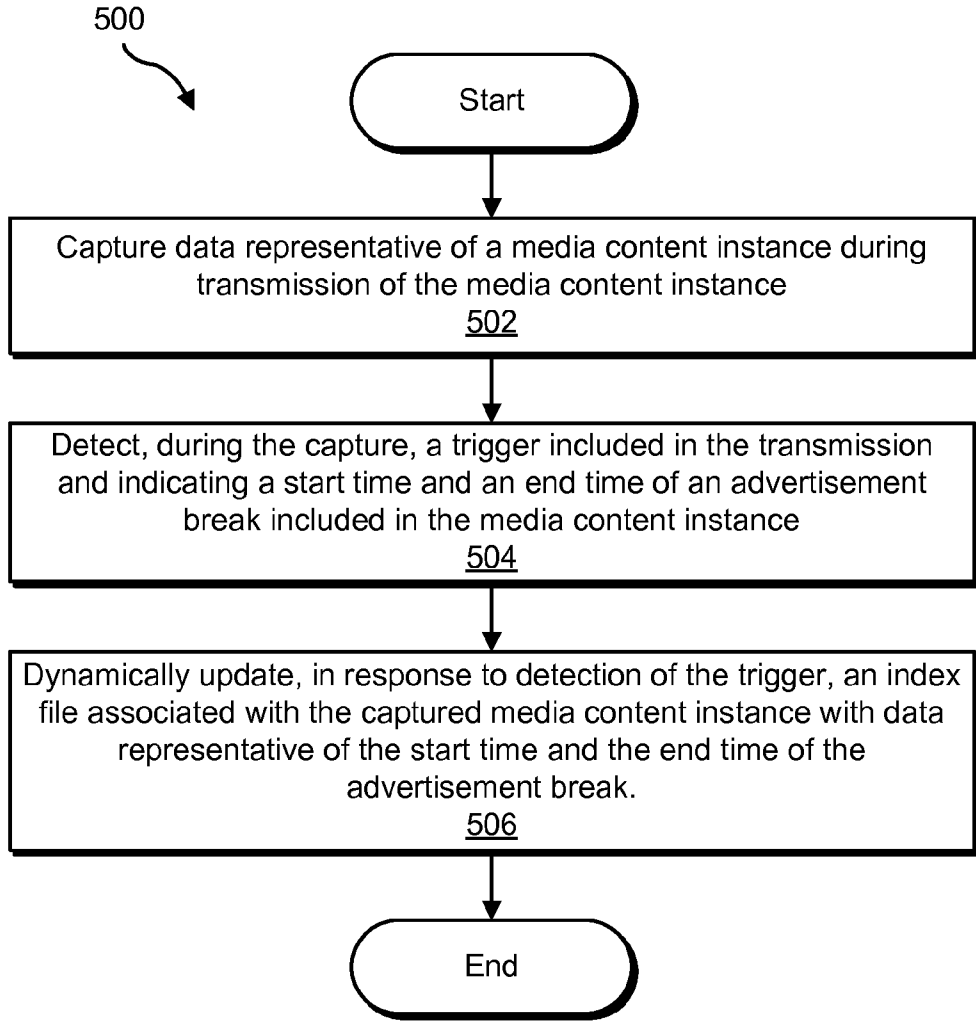 500
Start
Capture data representative of a media content instance during
transmission of the media content instance
502
Detect, during the capture, a trigger included in the transmission
and indicating a start time and an end time of an advertisement
break included in the media content instance
504
Dynamically update, in response to detection of the trigger, an index
file associated with the captured media content instance with data
representative of the start time and the end time of the
advertisement break.
506
End